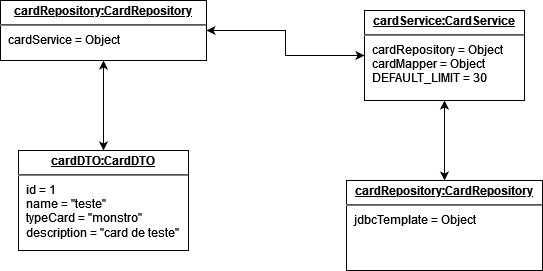 cardRepository:CardRepository
cardService = Object
cardService:CardService
cardRepository = Object
cardMapper = Object
DEFAULT_LIMIT = 30
cardDTO:CardDTO
id = 1
name = "teste"
typeCard = "monstro"
description = "card de teste"
cardRepository:CardRepository
jdbcTemplate = Object